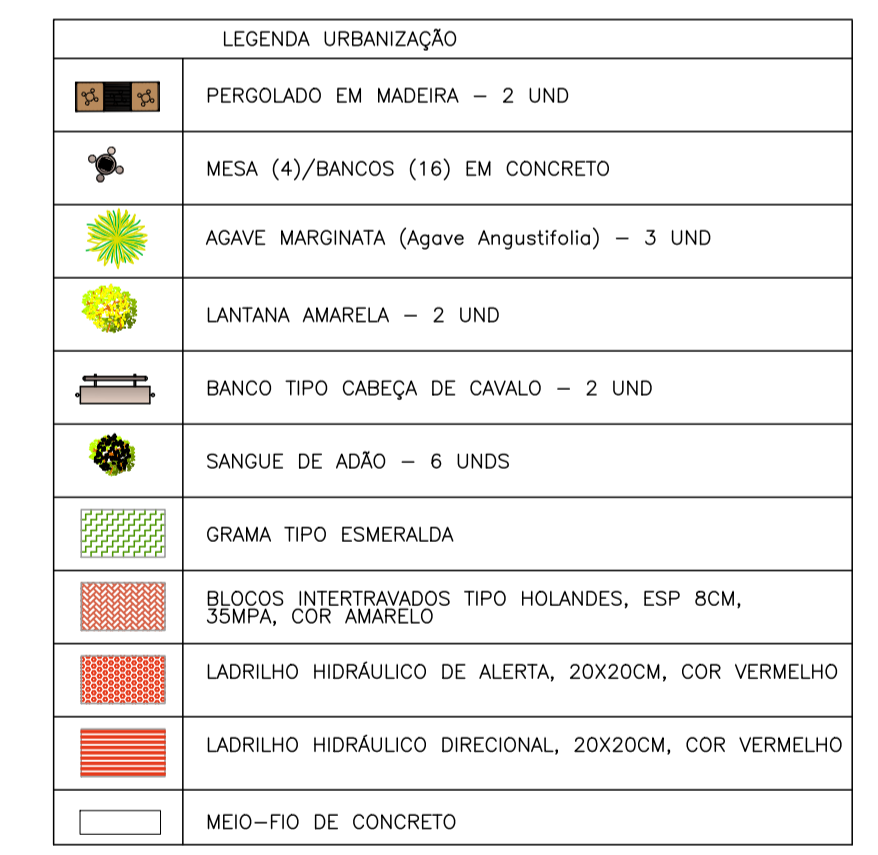 LEGENDA URBANIZAÇÃO
PERGOLADO EM MADEIRA – 2 UND
MESA (4)/BANCOS (16) EM CONCRETO
AGAVE MARGINATA (Agave Angustifolia) – 3 UND
LANTANA AMARELA – 2 UND
BANCO TIPO CABEÇA DE CAVALO – 2 UND
SANGUE DE ADÃO – 6 UNDS
GRAMA TIPO ESMERALDA
BLOCOS INTERTRAVADOS TIPO HOLANDES, ESP 8CM,
35MPA, COR AMARELO
LADRILHO HIDRÁULICO DE ALERTA, 20X20CM, COR VERMELHO
LADRILHO HIDRÁULICO DIRECIONAL, 20X20CM, COR VERMELHO
MEIO–FIO DE CONCRETO